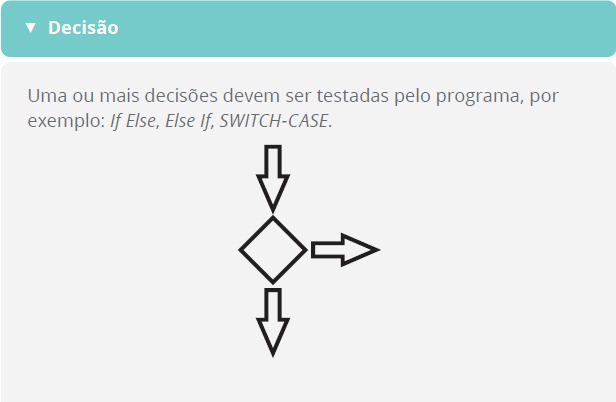 ▼ Decisão
Uma ou mais decisões devem ser testadas pelo programa, por
exemplo: If Else, Else If, SWITCH-CASE.